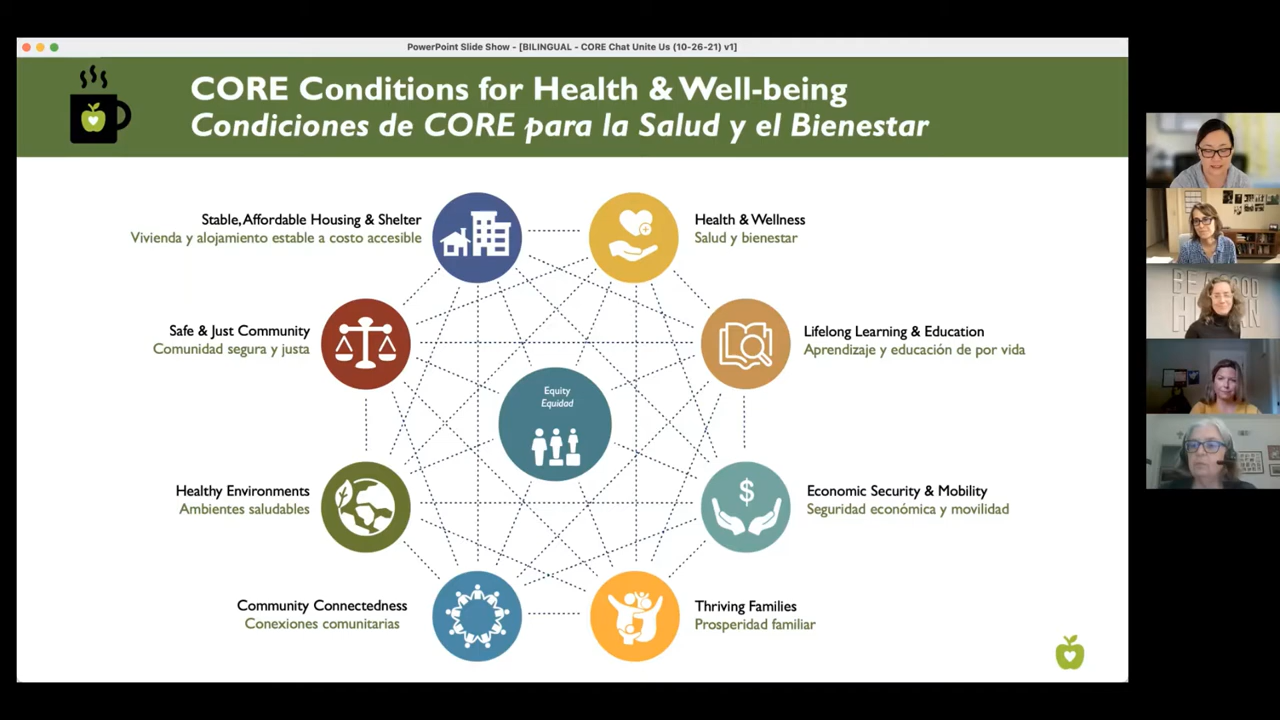 PowerPoint Slide Show - [BILINGUAL - CORE Chat Unite Us (10-26-21) v1]
CORE Conditions for Health & Well-being
Condiciones de CORE para la Salud y el Bienestar
Stable, Affordable Housing & Shelter
Vivienda y alojamiento estable a costo accesible
Health & Wellness
Salud y bienestar
Safe & Just Community
Comunidad segura y justa
Lifelong Learning & Education
Aprendizaje y educación de por vida
Equity
Equidad
Healthy Environments
Ambientes saludables
$
Economic Security & Mobility
Seguridad económica y movilidad
Community Connectedness
Conexiones comunitarias
Thriving Families
Prosperidad familiar